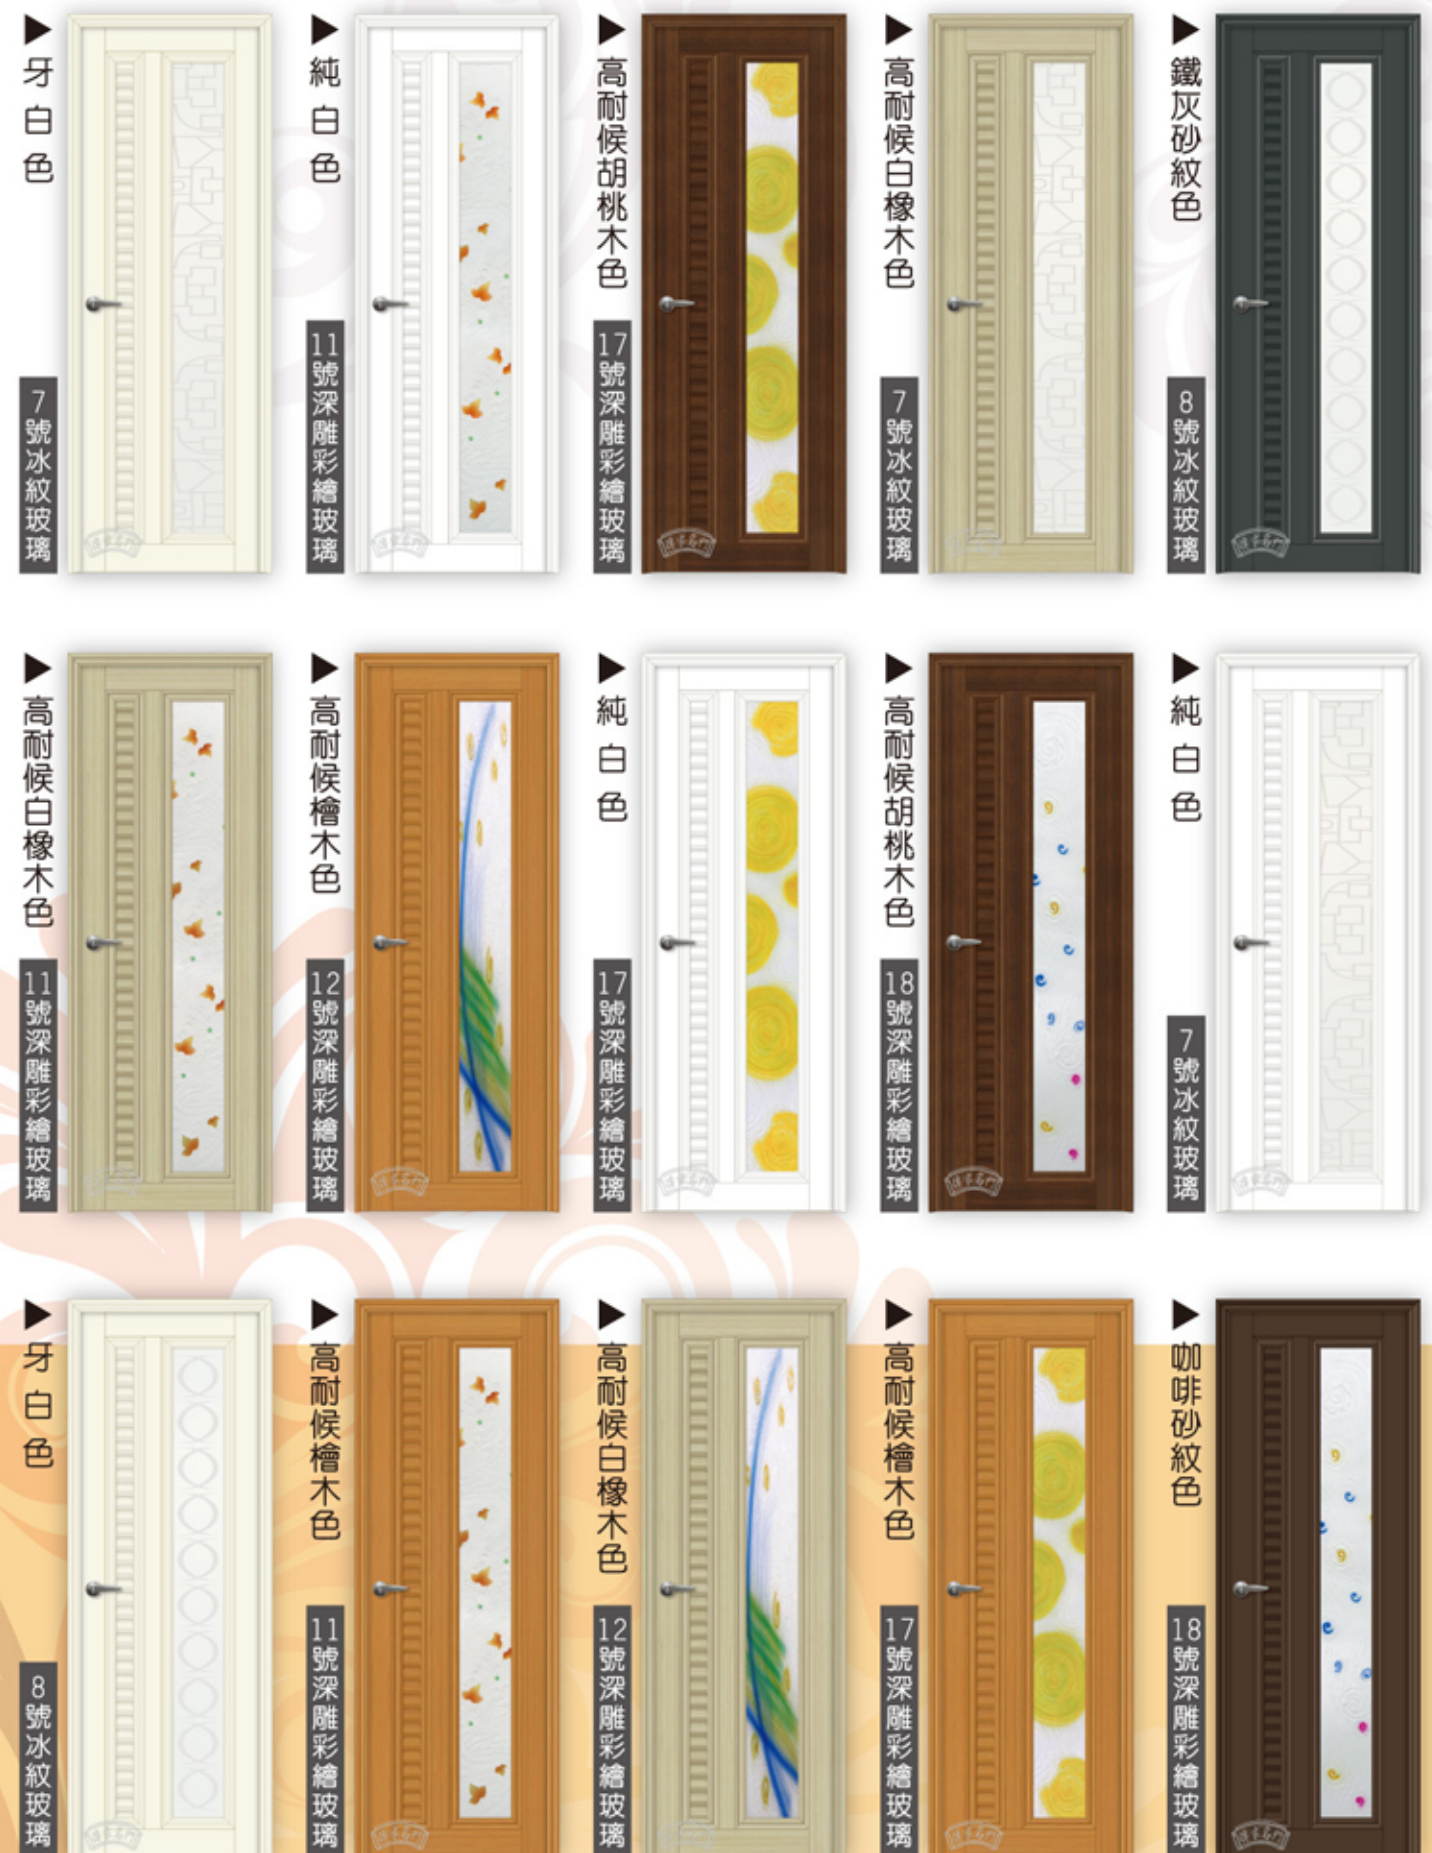 牙白色
7號冰紋玻璃
純白色
11號深雕彩繪玻璃
高耐候胡桃木色
17號深雕彩繪玻璃
高耐候白橡木色
7號冰紋玻璃
鐵灰砂紋色
8號冰紋玻璃
高耐候白橡木色
11號深雕彩繪玻璃
高耐候檜木色
12號深雕彩繪玻璃
純白色
17號深雕彩繪玻璃
高耐候胡桃木色
18號深雕彩繪玻璃
純白色
7號冰紋玻璃
牙白色
8號冰紋玻璃
高耐候檜木色
11號深雕彩繪玻璃
高耐候白橡木色
12號深雕彩繪玻璃
高耐候檜木色
17號深雕彩繪玻璃
咖啡砂紋色
18號深雕彩繪玻璃